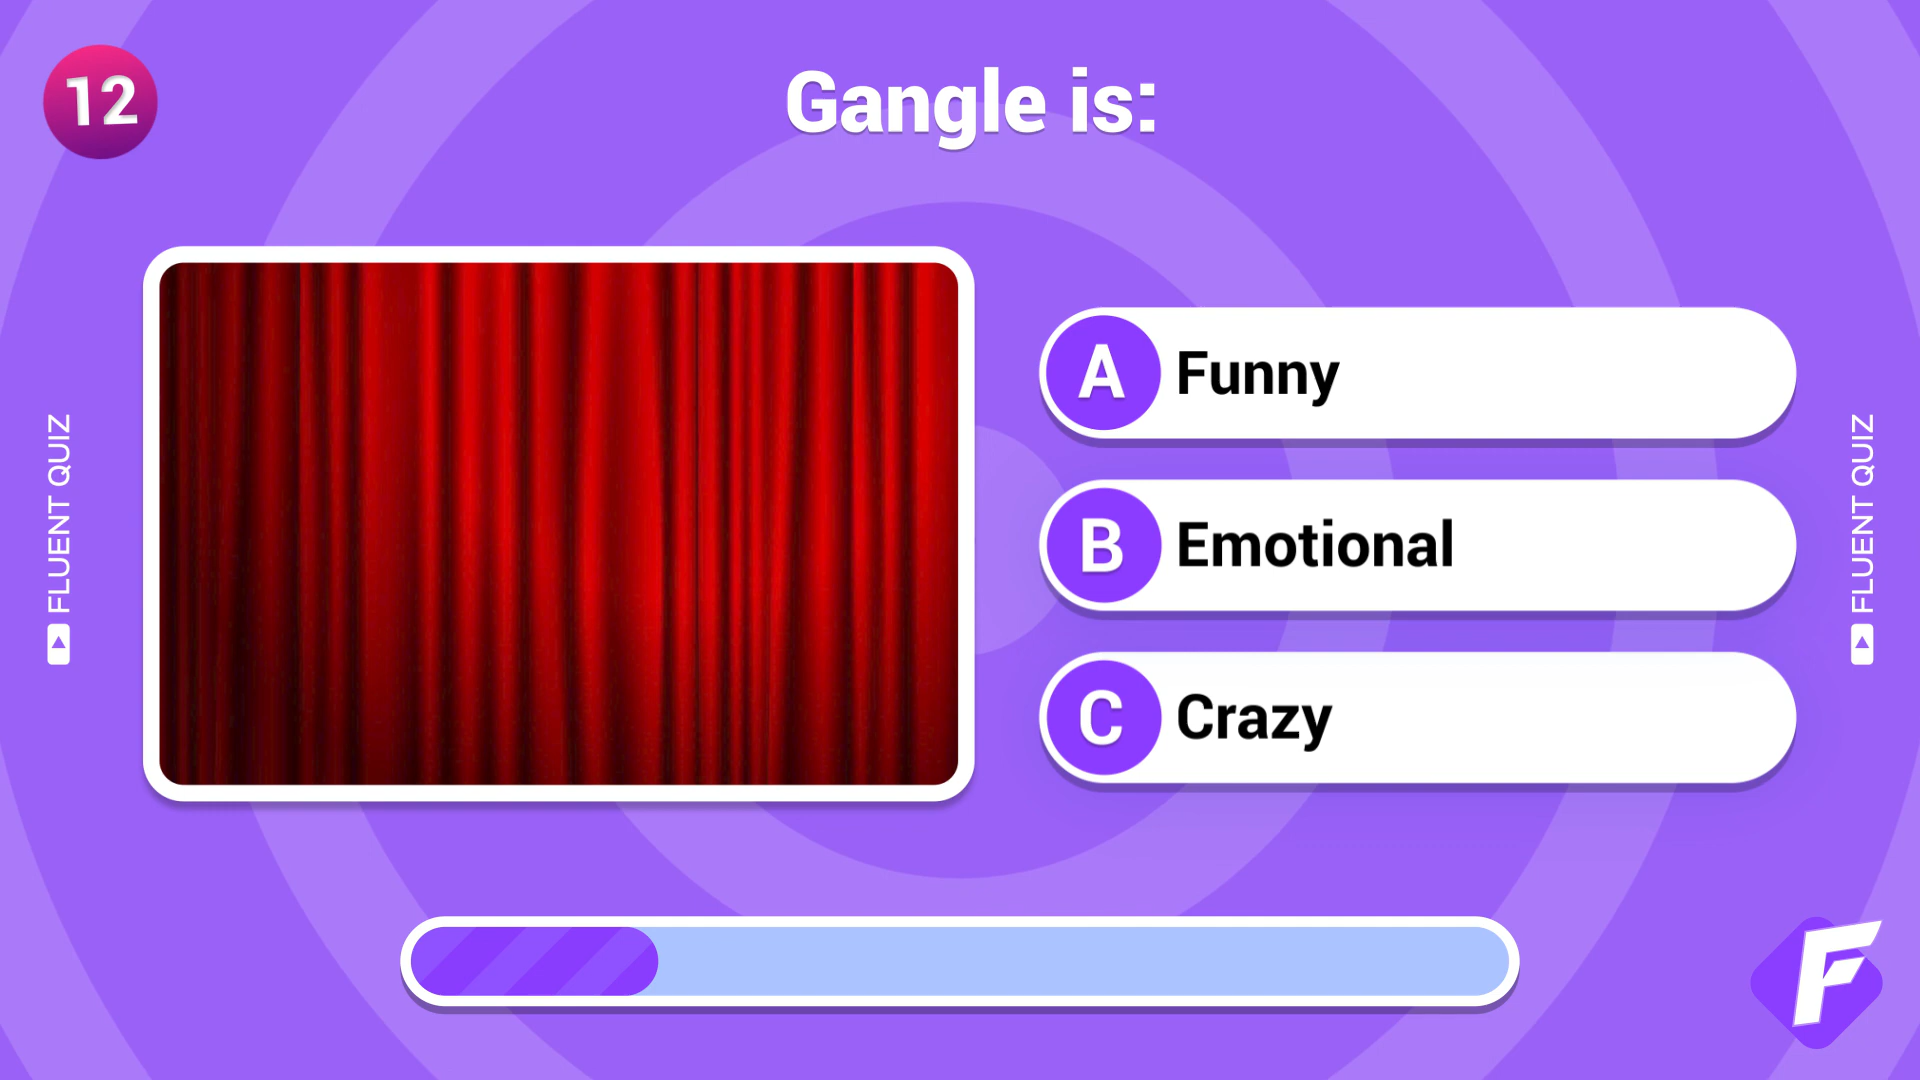 12
Gangle is:
A Funny
B Emotional
C Crazy
FLUENT QUIZ
FLUENT QUIZ
F